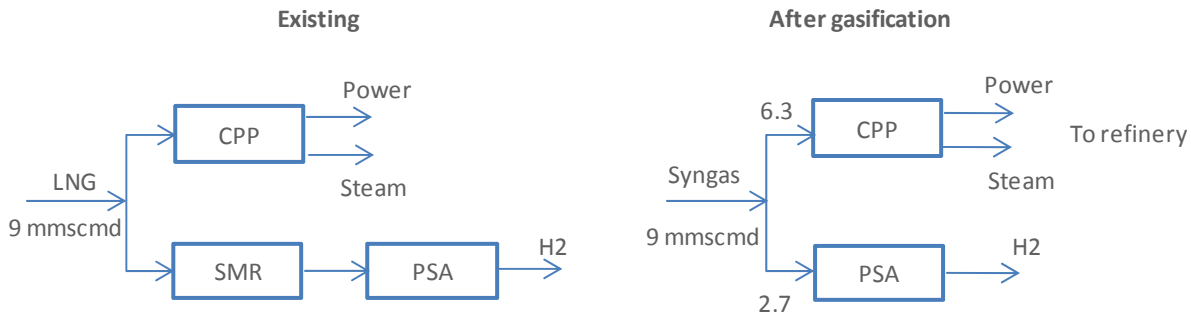 Existing
Power
CPP
LNG
Steam
9 mmscmd
H2
SMR
PSA
After gasification
Power
6.3
CPP
To refinery
Syngas
Steam
9 mmscmd
H2
PSA
2.7